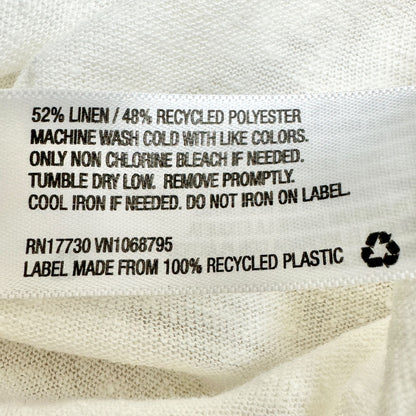 52% LINEN / 48% RECYCLED POLYESTER
MACHINE WASH COLD WITH LIKE COLORS.
ONLY NON CHLORINE BLEACH IF NEEDED.
TUMBLE DRY LOW. REMOVE PROMPTLY.
COOL IRON IF NEEDED. DO NOT IRON ON LABEL.
RN17730 VN1068795
LABEL MADE FROM 100% RECYCLED PLASTIC